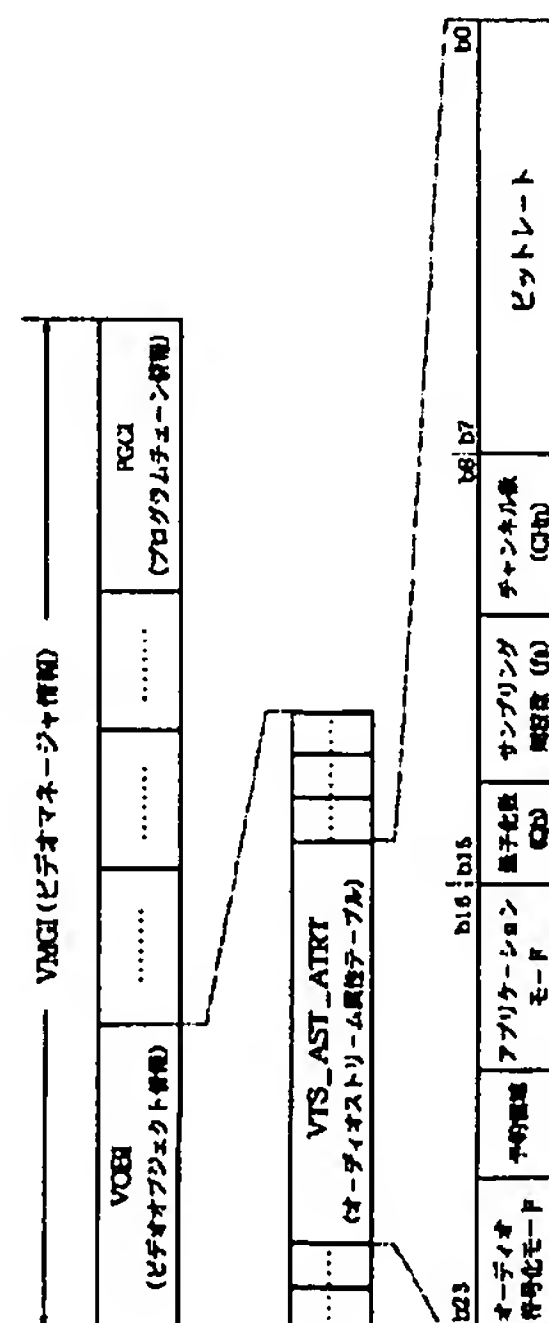 VMGI(ビデオマネージャ情報)
VOBI
(ビデオオブジェクト情報)
........
........
........
PGCI
(プログラムチェーン情報)
......
VTS_AST_ATRT
(オーディオストリーム属性テーブル)
......
b23
b16
b15
b8
b7
b0
オーディオ
符号化モード
予約領域
アプリケーション
モード
量子化数
(Qb)
サンプリング
周波数 (fs)
チャンネル数
(CHn)
ビットレート